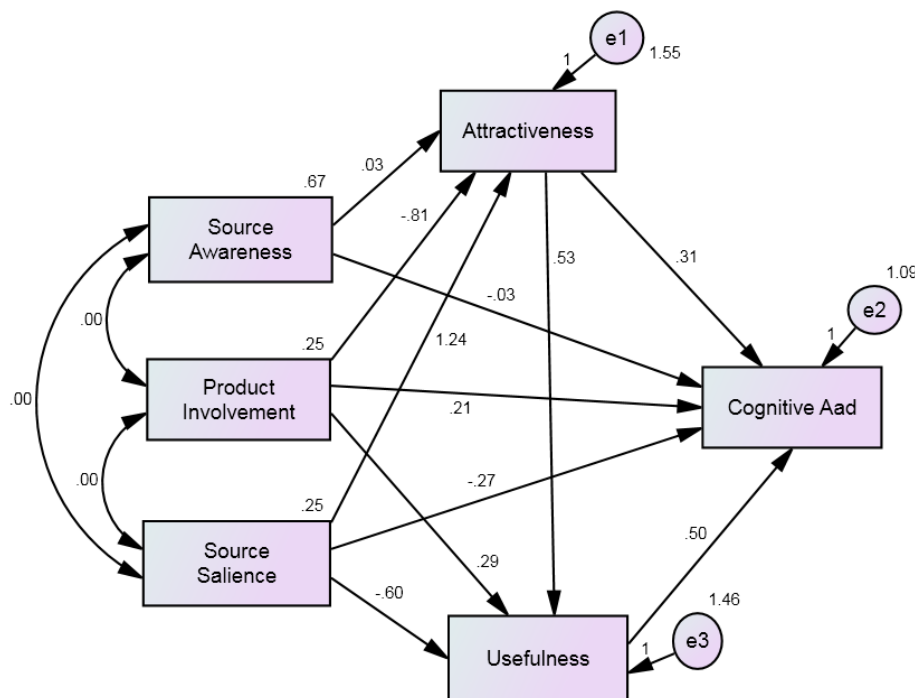 e1
1
1.55
Attractiveness
.67
.03
Source
Awareness
-.81
.53
.31
-.03
1.09
e2
1
.00
.25
1.24
Product
Involvement
.21
Cognitive Aad
.00
.00
-.27
.25
Source
Salience
.29
.50
-.60
1.46
e3
1
Usefulness